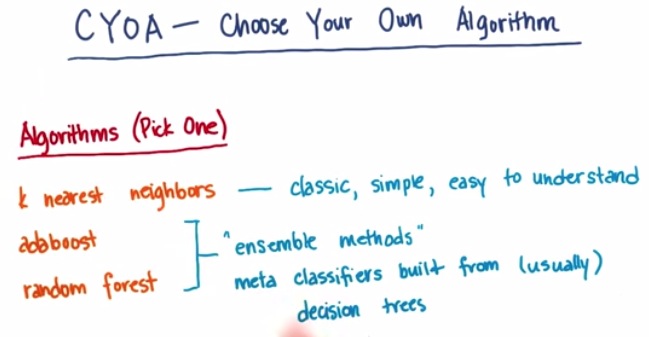 CYOA — Choose Your Own Algorithm
Algorithms (Pick One)
k nearest neighbors — classic, simple, easy to understand
adaboost
"ensemble methods"
random forest
meta classifiers built from (usually)
decision trees